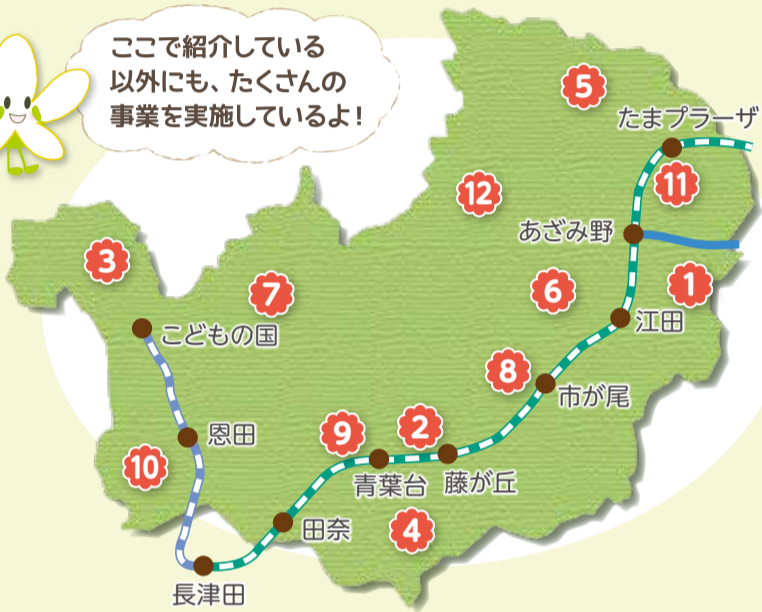 ここで紹介している
以外にも、たくさんの
事業を実施しているよ!
5
たまプラーザ
11
12
あざみ野
3
1
7
6
江田
こどもの国
8
市が尾
9
2
恩田
10
青葉台
藤が丘
田奈
4
長津田